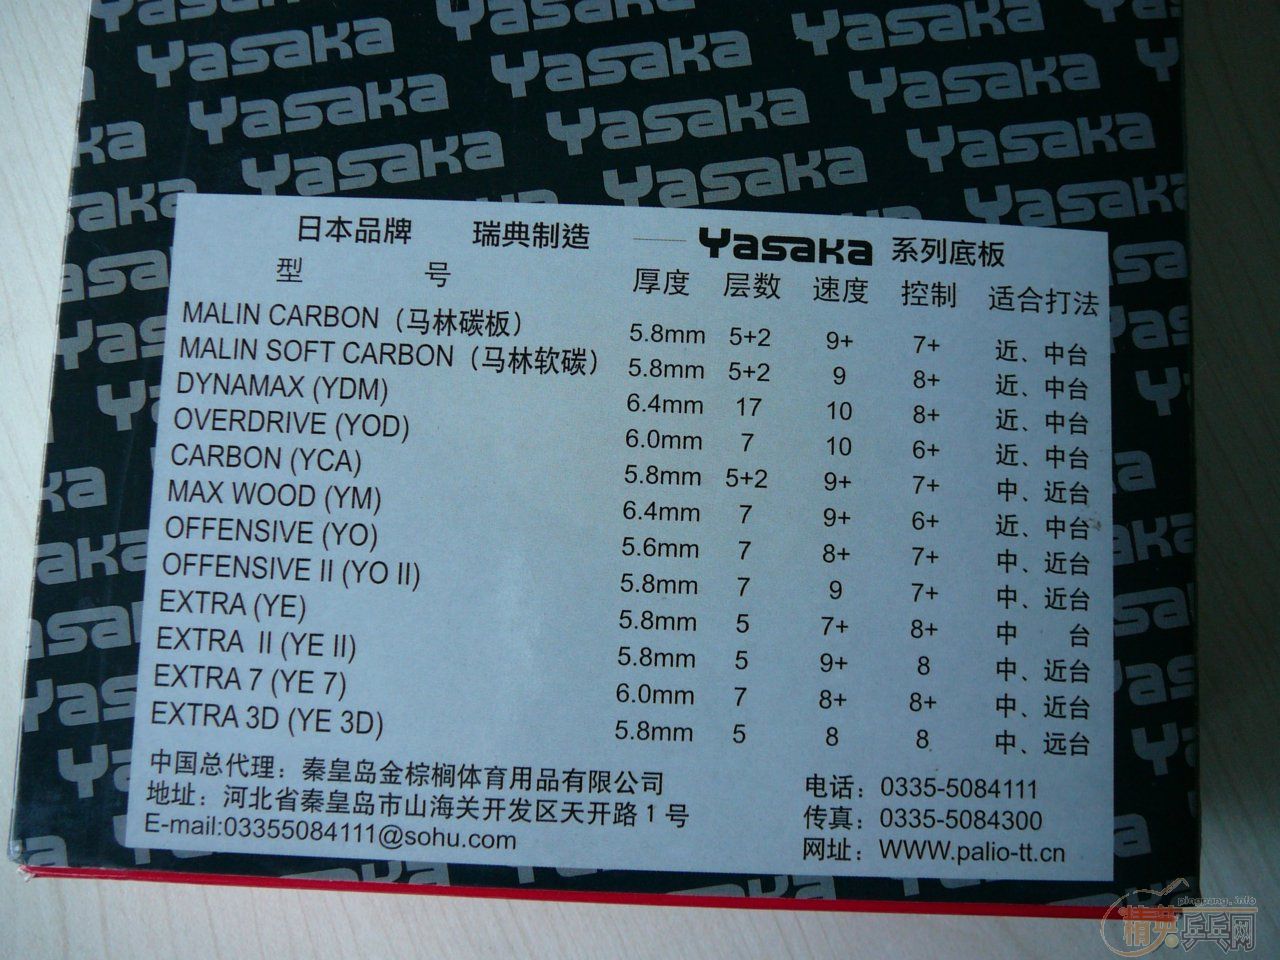 Yasaka
日本品牌 瑞典制造 Yasaka 系列底板
型 号 厚度 层数 速度 控制 适合打法
MALIN CARBON（马林碳板） 5.8mm 5+2 9+ 7+ 近、中台
MALIN SOFT CARBON（马林软碳） 5.8mm 5+2 9 8+ 近、中台
DYNAMAX (YDM) 6.4mm 17 10 8+ 近、中台
OVERDRIVE (YOD) 6.0mm 7 10 6+ 近、中台
CARBON (YCA) 5.8mm 5+2 9+ 7+ 中、近台
MAX WOOD (YM) 6.4mm 7 9+ 6+ 近、中台
OFFENSIVE (YO) 5.6mm 7 8+ 7+ 中、近台
OFFENSIVE II (YO II) 5.8mm 7 9 7+ 中、近台
EXTRA (YE) 5.8mm 5 7+ 8+ 中 台
EXTRA II (YE II) 5.8mm 5 9+ 8 中、近台
EXTRA 7 (YE 7) 6.0mm 7 8+ 8+ 中、近台
EXTRA 3D (YE 3D) 5.8mm 5 8 8 中、远台
中国总代理：秦皇岛金棕榈体育用品有限公司 电话：0335-5084111
地址：河北省秦皇岛市山海关开发区天开路1号 传真：0335-5084300
E-mail:03355084111@sohu.com 网址：WWW.palio-tt.cn
pingpang.info
精英乒乓网